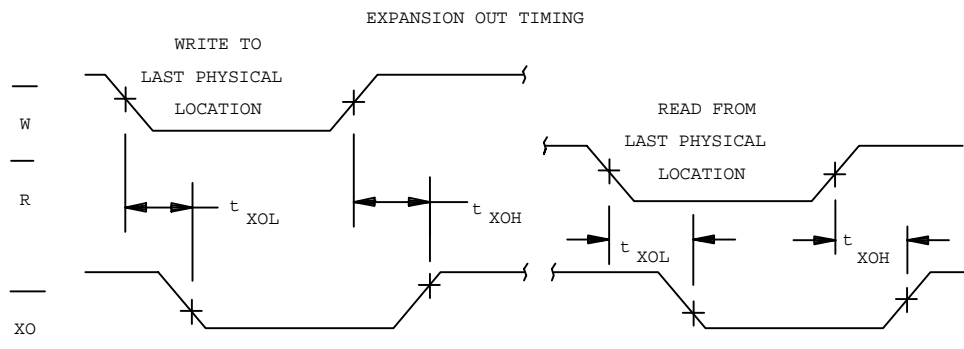 EXPANSION OUT TIMING
WRITE TO
LAST PHYSICAL
LOCATION
W
READ FROM
LAST PHYSICAL
LOCATION
R
t XOL
t XOH
t XOL
t XOH
XO